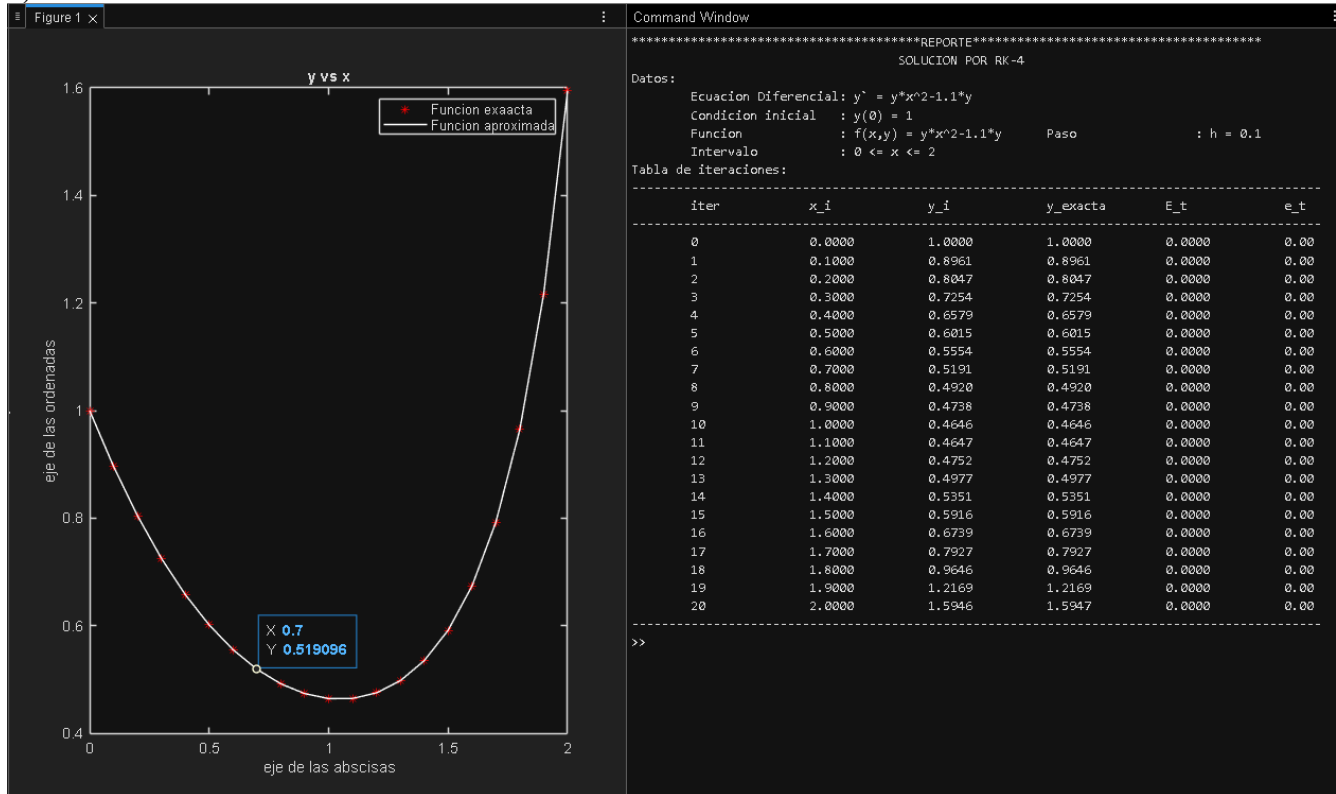 Figure 1
y vs x
Funcion exaacta
Funcion aproximada
1.6
1.4
1.2
1
0.8
0.6
0.4
eje de las ordenadas
X 0.7
Y 0.519096
0 0.5 1 1.5 2
eje de las abscisas
Command Window
***************************************REPORTE***************************************
SOLUCION POR RK-4
Datos:
Ecuacion Diferencial: y` = y*x^2-1.1*y
Condicion inicial : y(0) = 1
Funcion : f(x,y) = y*x^2-1.1*y Paso : h = 0.1
Intervalo : 0 <= x <= 2
Tabla de iteraciones:
iter x_i y_i y_exacta E_t e_t
0 0.0000 1.0000 1.0000 0.0000 0.00
1 0.1000 0.8961 0.8961 0.0000 0.00
2 0.2000 0.8047 0.8047 0.0000 0.00
3 0.3000 0.7254 0.7254 0.0000 0.00
4 0.4000 0.6579 0.6579 0.0000 0.00
5 0.5000 0.6015 0.6015 0.0000 0.00
6 0.6000 0.5554 0.5554 0.0000 0.00
7 0.7000 0.5191 0.5191 0.0000 0.00
8 0.8000 0.4920 0.4920 0.0000 0.00
9 0.9000 0.4738 0.4738 0.0000 0.00
10 1.0000 0.4646 0.4646 0.0000 0.00
11 1.1000 0.4647 0.4647 0.0000 0.00
12 1.2000 0.4752 0.4752 0.0000 0.00
13 1.3000 0.4977 0.4977 0.0000 0.00
14 1.4000 0.5351 0.5351 0.0000 0.00
15 1.5000 0.5916 0.5916 0.0000 0.00
16 1.6000 0.6739 0.6739 0.0000 0.00
17 1.7000 0.7927 0.7927 0.0000 0.00
18 1.8000 0.9646 0.9646 0.0000 0.00
19 1.9000 1.2169 1.2169 0.0000 0.00
20 2.0000 1.5946 1.5947 0.0000 0.00
>>